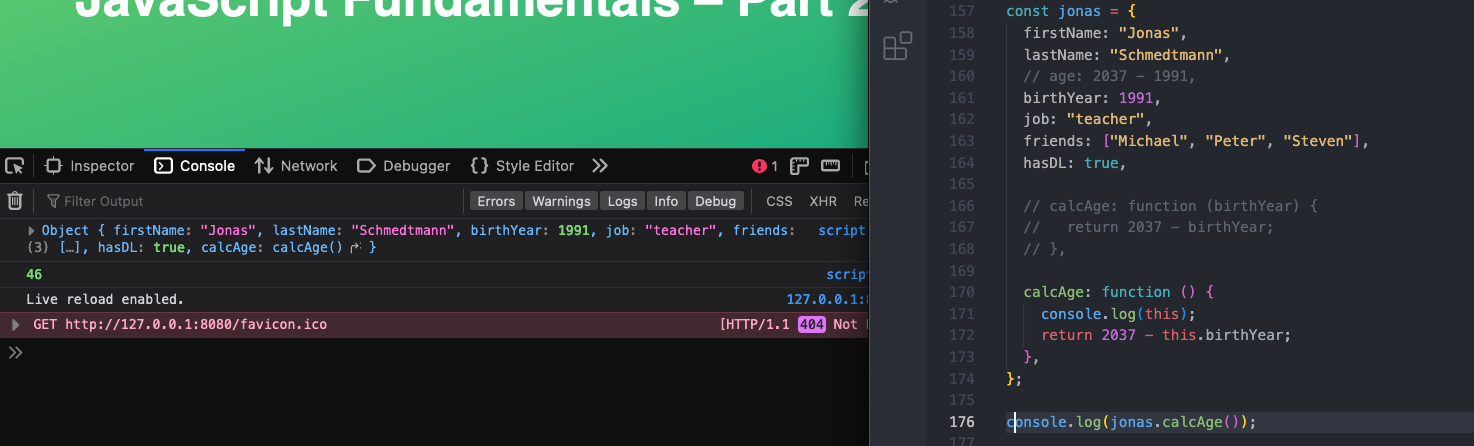 JavaScript Fundamentals – Part 2
Inspector Console Network Debugger Style Editor 1
Filter Output Errors Warnings Logs Info Debug CSS XHR Re
Object { firstName: "Jonas", lastName: "Schmedtmann", birthYear: 1991, job: "teacher", friends: script
(3) […], hasDL: true, calcAge: calcAge() }
46 script
Live reload enabled. 127.0.0.1:8
GET http://127.0.0.1:8080/favicon.ico [HTTP/1.1 404 Not
157 const jonas = {
158 firstName: "Jonas",
159 lastName: "Schmedtmann",
160 // age: 2037 - 1991,
161 birthYear: 1991,
162 job: "teacher",
163 friends: ["Michael", "Peter", "Steven"],
164 hasDL: true,
165
166 // calcAge: function (birthYear) {
167 //   return 2037 - birthYear;
168 // },
169
170 calcAge: function () {
171 console.log(this);
172 return 2037 - this.birthYear;
173 },
174 };
175
176 console.log(jonas.calcAge());
177